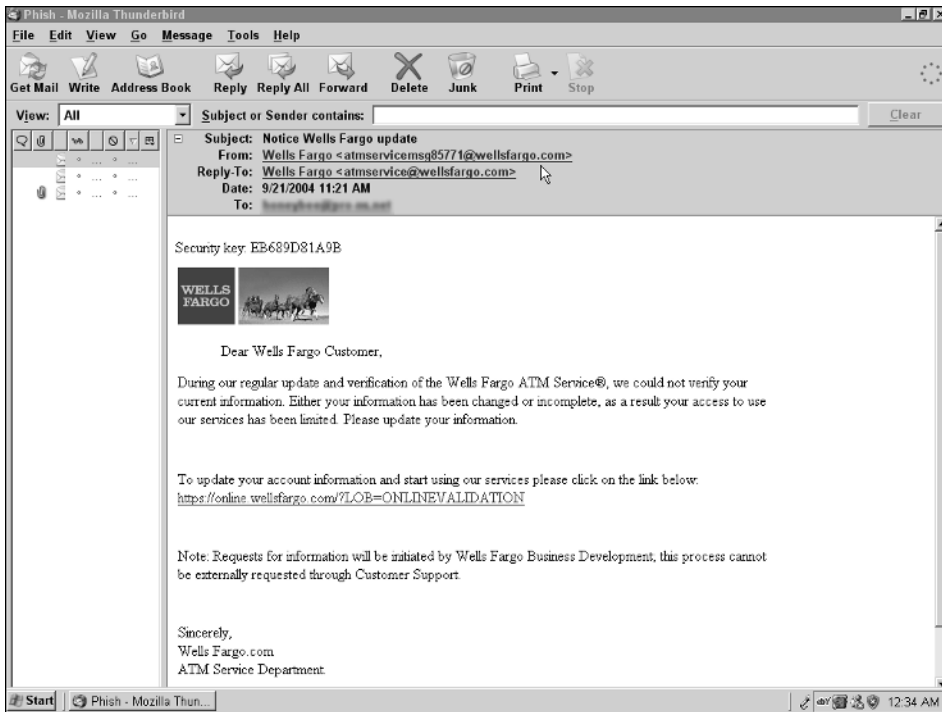 Phish - Mozilla Thunderbird
File Edit View Go Message Tools Help
Get Mail Write Address Book Reply Reply All Forward Delete Junk Print Stop
View: All Subject or Sender contains: Clear
Subject: Notice Wells Fargo update
From: Wells Fargo <atmservicemsg85771@wellsfargo.com>
Reply-To: Wells Fargo <atmservice@wellsfargo.com>
Date: 9/21/2004 11:21 AM
To:
Security key: EB689D81A9B
WELLS
FARGO
Dear Wells Fargo Customer,
During our regular update and verification of the Wells Fargo ATM Service®, we could not verify your
current information. Either your information has been changed or incomplete, as a result your access to use
our services has been limited. Please update your information.
To update your account information and start using our services please click on the link below:
https://online.wellsfargo.com/?LOB=ONLINEVALIDATION
Note: Requests for information will be initiated by Wells Fargo Business Development; this process cannot
be externally requested through Customer Support.
Sincerely,
Wells Fargo.com
ATM Service Department.
Start Phish - Mozilla Thun... 12:34 AM